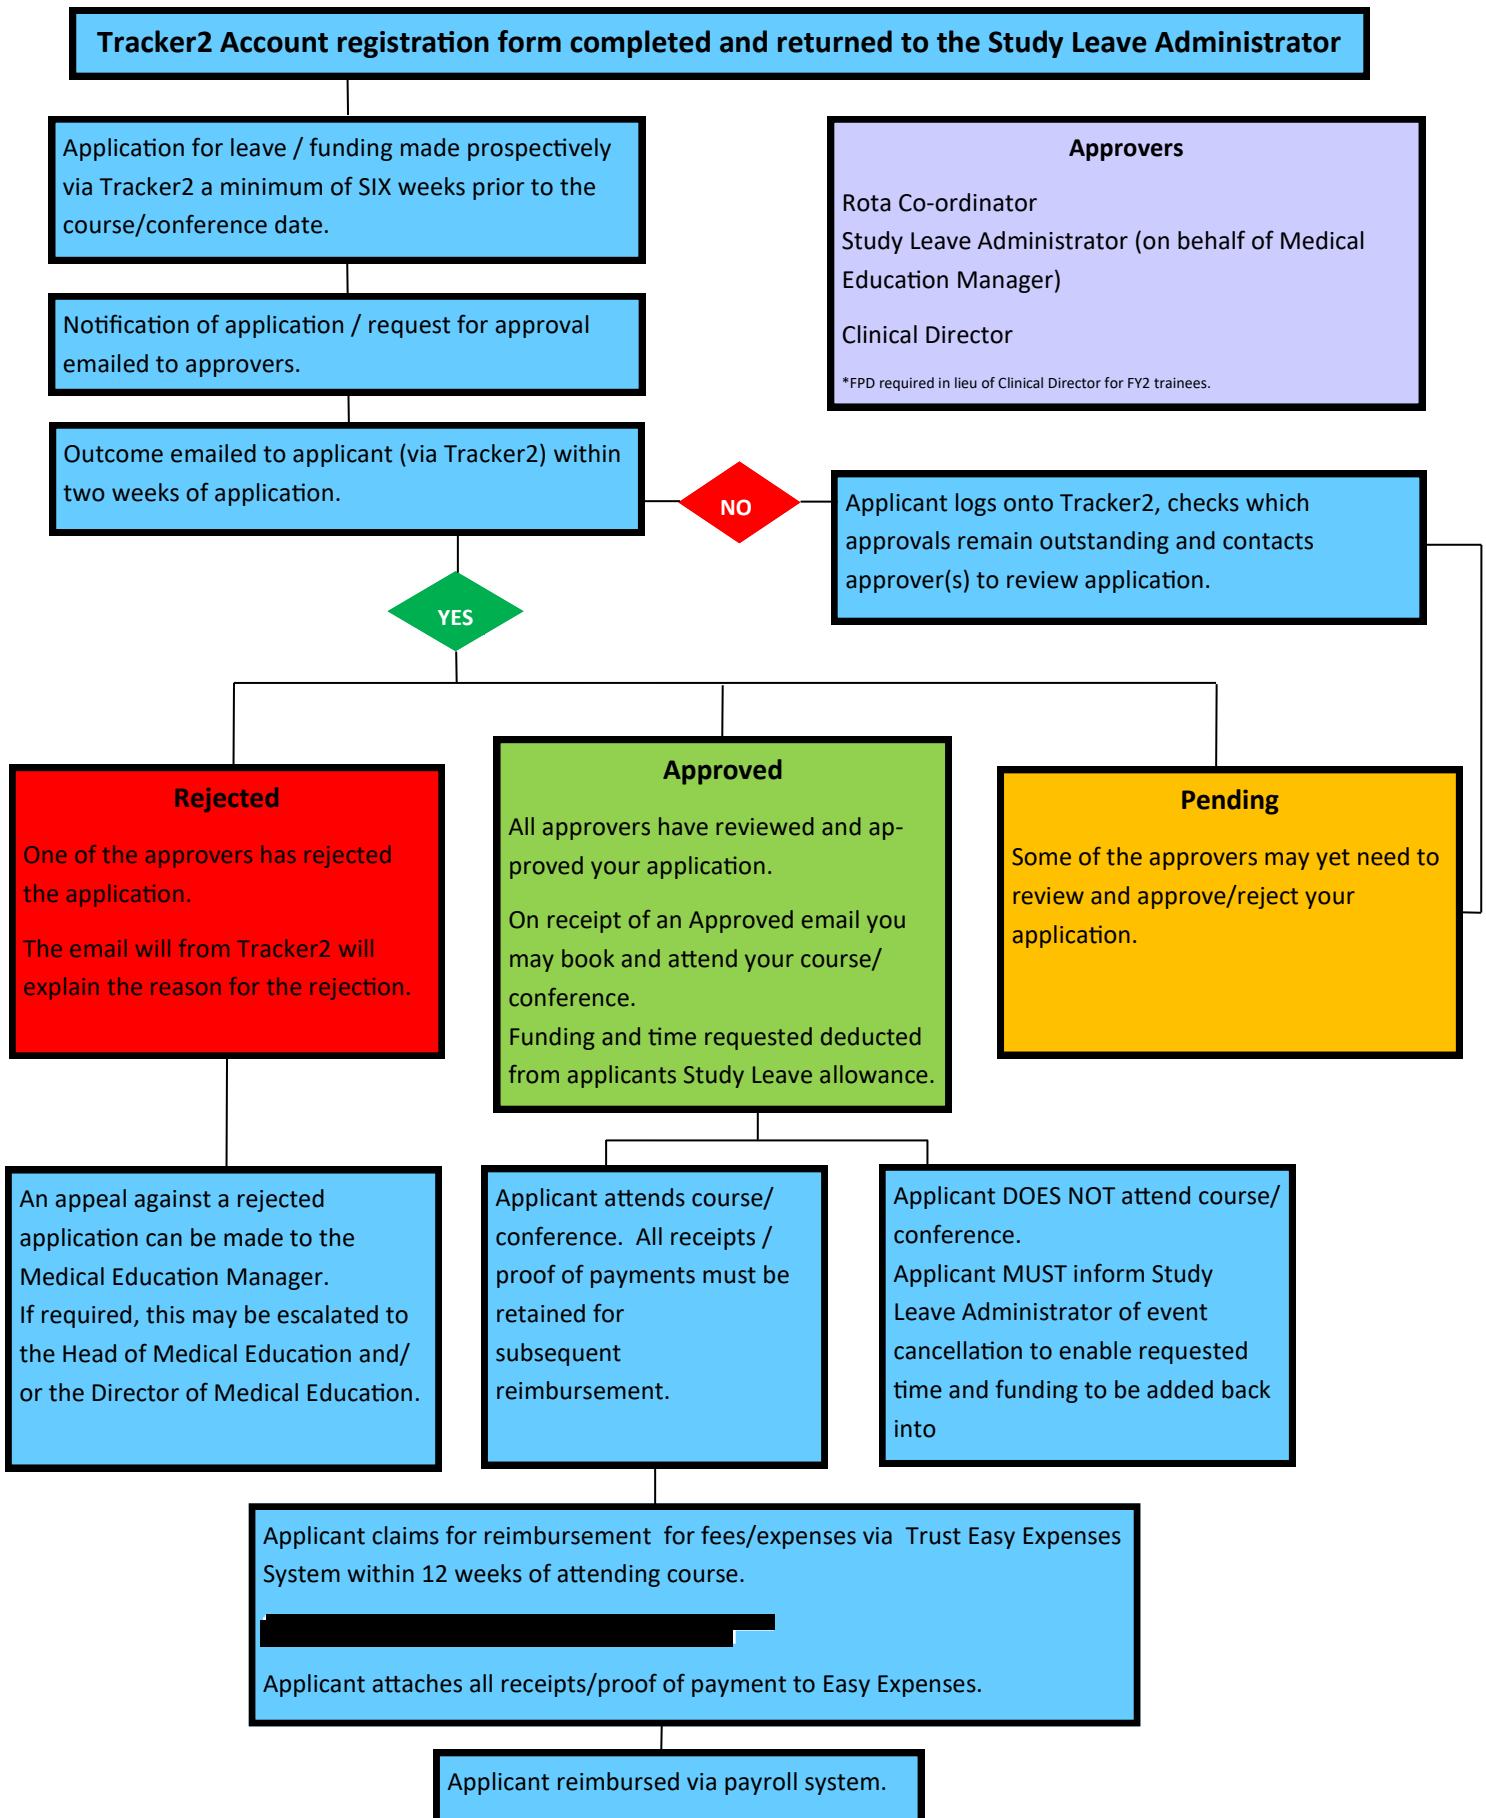 Tracker2 Account registration form completed and returned to the Study Leave Administrator
Application for leave / funding made prospectively
via Tracker2 a minimum of SIX weeks prior to the
course/conference date.
Approvers
Rota Co-ordinator
Study Leave Administrator (on behalf of Medical
Education Manager)
Clinical Director
*FPD required in lieu of Clinical Director for FY2 trainees.
Notification of application / request for approval
emailed to approvers.
Outcome emailed to applicant (via Tracker2) within
two weeks of application.
NO
Applicant logs onto Tracker2, checks which
approvals remain outstanding and contacts
approver(s) to review application.
YES
Rejected
One of the approvers has rejected
the application.
The email will from Tracker2 will
explain the reason for the rejection.
Approved
All approvers have reviewed and ap-
proved your application.
On receipt of an Approved email you
may book and attend your course/
conference.
Funding and time requested deducted
from applicants Study Leave allowance.
Pending
Some of the approvers may yet need to
review and approve/reject your
application.
An appeal against a rejected
application can be made to the
Medical Education Manager.
If required, this may be escalated to
the Head of Medical Education and/
or the Director of Medical Education.
Applicant attends course/
conference.  All receipts /
proof of payments must be
retained for
subsequent
reimbursement.
Applicant DOES NOT attend course/
conference.
Applicant MUST inform Study
Leave Administrator of event
cancellation to enable requested
time and funding to be added back
into
Applicant claims for reimbursement  for fees/expenses via  Trust Easy Expenses
System within 12 weeks of attending course.
Applicant attaches all receipts/proof of payment to Easy Expenses.
Applicant reimbursed via payroll system.